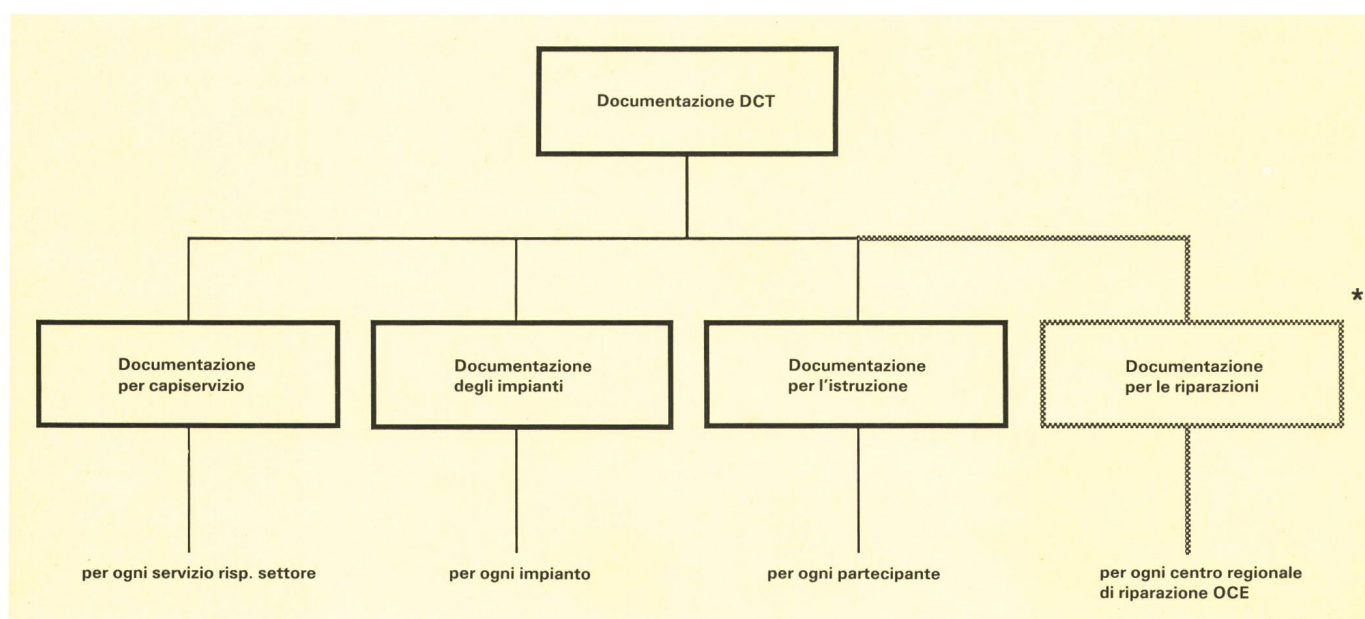 Documentazione DCT
*
Documentazione
per capiservizio
Documentazione
degli impianti
Documentazione
per l'istruzione
Documentazione
per le riparazioni
per ogni servizio risp. settore
per ogni impianto
per ogni partecipante
per ogni centro regionale
di riparazione OCE